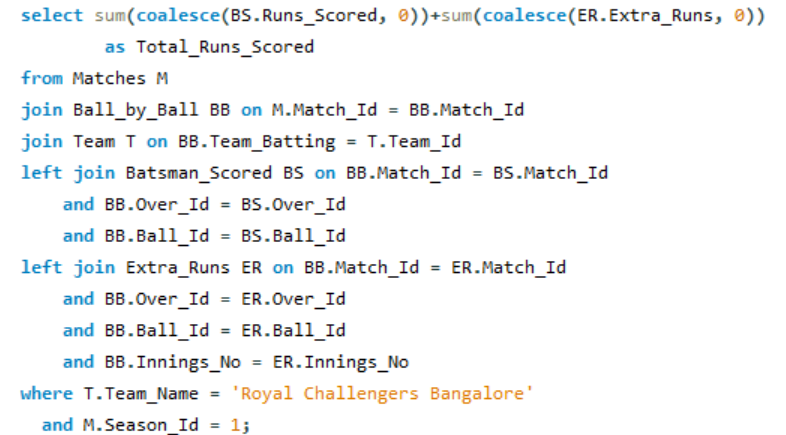 select sum(coalesce(BS.Runs_Scored, 0))+sum(coalesce(ER.Extra_Runs, 0))
as Total_Runs_Scored
from Matches M
join Ball_by_Ball BB on M.Match_Id = BB.Match_Id
join Team T on BB.Team_Batting = T.Team_Id
left join Batsman_Scored BS on BB.Match_Id = BS.Match_Id
and BB.Over_Id = BS.Over_Id
and BB.Ball_Id = BS.Ball_Id
left join Extra_Runs ER on BB.Match_Id = ER.Match_Id
and BB.Over_Id = ER.Over_Id
and BB.Ball_Id = ER.Ball_Id
and BB.Innings_No = ER.Innings_No
where T.Team_Name = 'Royal Challengers Bangalore'
and M.Season_Id = 1;